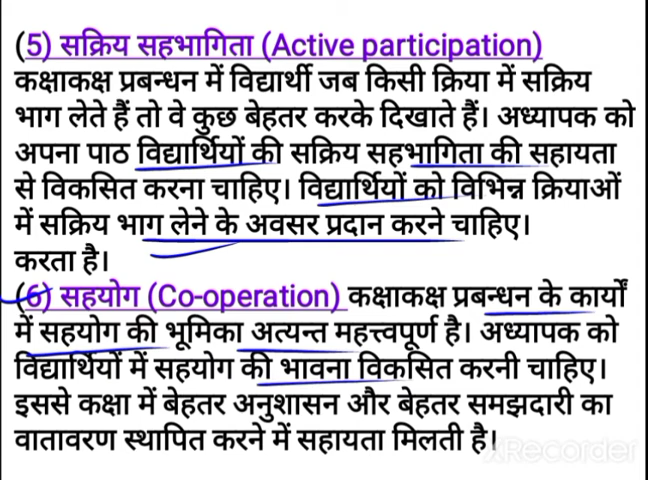 (5) सक्रिय सहभागिता (Active participation)
कक्षाकक्ष प्रबन्धन में विद्यार्थी जब किसी क्रिया में सक्रिय
भाग लेते हैं तो वे कुछ बेहतर करके दिखाते हैं। अध्यापक को
अपना पाठ विद्यार्थियों की सक्रिय सहभागिता की सहायता
से विकसित करना चाहिए। विद्यार्थियों को विभिन्न क्रियाओं
में सक्रिय भाग लेने के अवसर प्रदान करने चाहिए।
करता है।
(6) सहयोग (Co-operation) कक्षाकक्ष प्रबन्धन के कार्यों
में सहयोग की भूमिका अत्यन्त महत्त्वपूर्ण है। अध्यापक को
विद्यार्थियों में सहयोग की भावना विकसित करनी चाहिए।
इससे कक्षा में बेहतर अनुशासन और बेहतर समझदारी का
वातावरण स्थापित करने में सहायता मिलती है।
Recorder